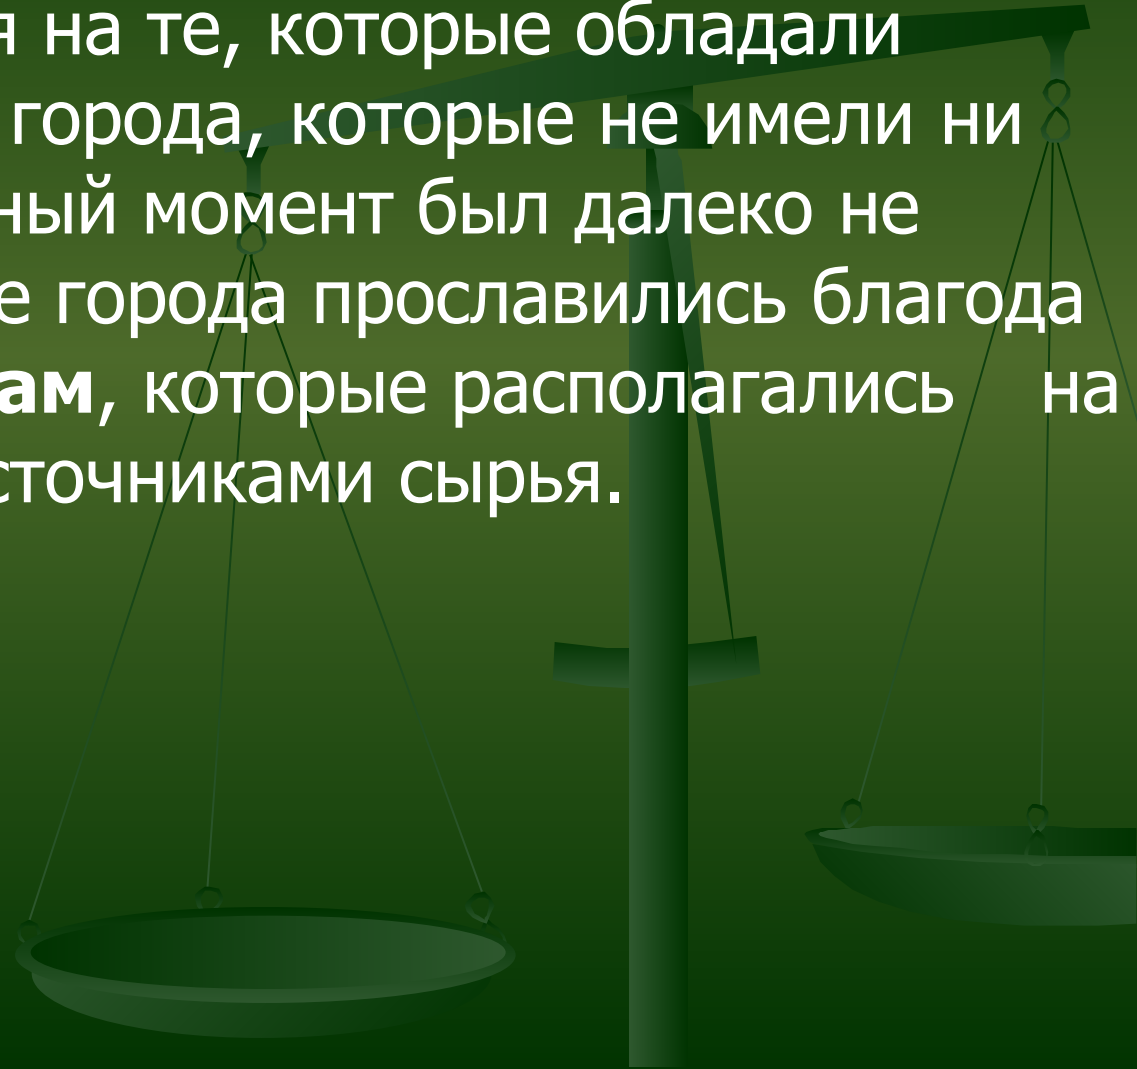 я на те, которые обладали
города, которые не имели ни
ный момент был далеко не
е города прославились благода
ам, которые располагались на
сточниками сырья.